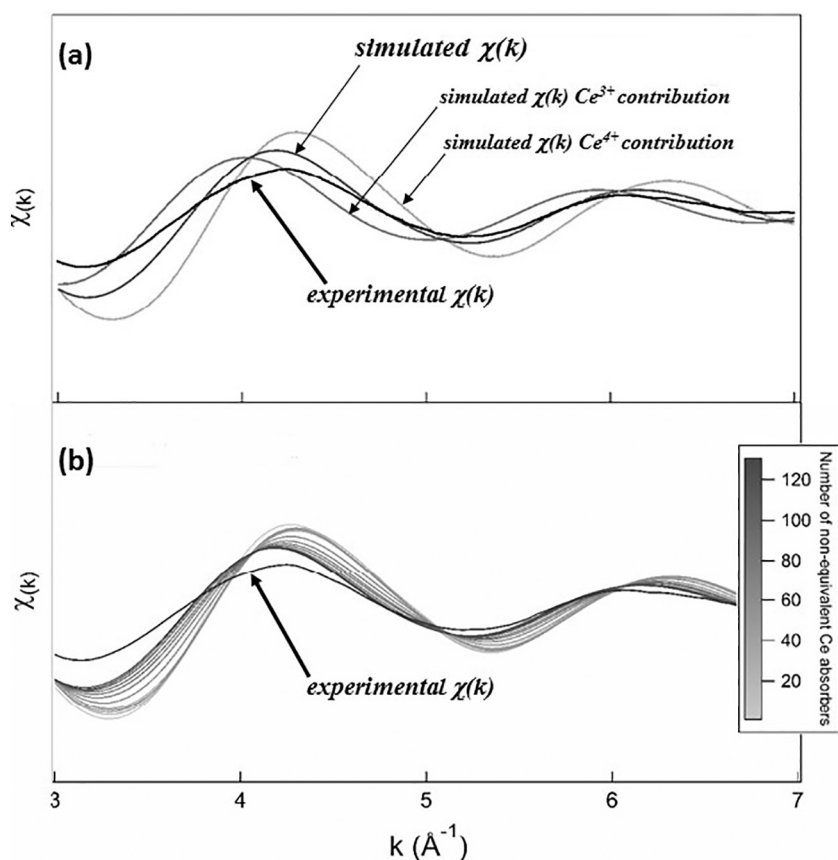 (a)
simulated χ(k)
simulated χ(k) Ce³⁺ contribution
simulated χ(k) Ce⁴⁺ contribution
χ(k)
experimental χ(k)
(b)
χ(k)
experimental χ(k)
Number of non-equivalent Ce absorbers
120
100
80
60
40
20
3
4
5
6
7
k (Å⁻¹)